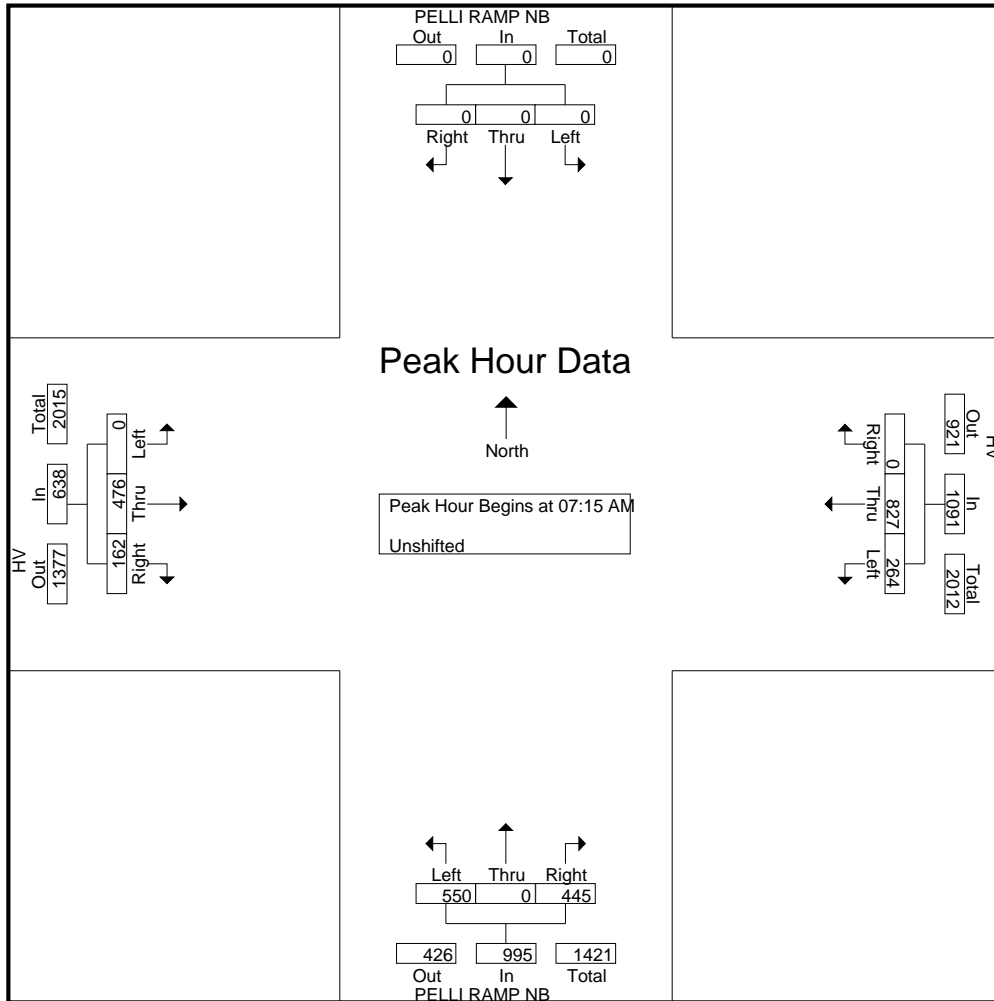 PELLI RAMP NB
Out In Total
0 0 0
0 0 0
Right Thru Left
Peak Hour Data
North
Peak Hour Begins at 07:15 AM
Unshifted
Total
2015
In
638
Out
1377
HV
0
476
162
Left
Thru
Right
Right
Thru
Left
0
827
264
Out
921
In
1091
Total
2012
HV
Left Thru Right
550 0 445
426 995 1421
Out In Total
PELLI RAMP NB